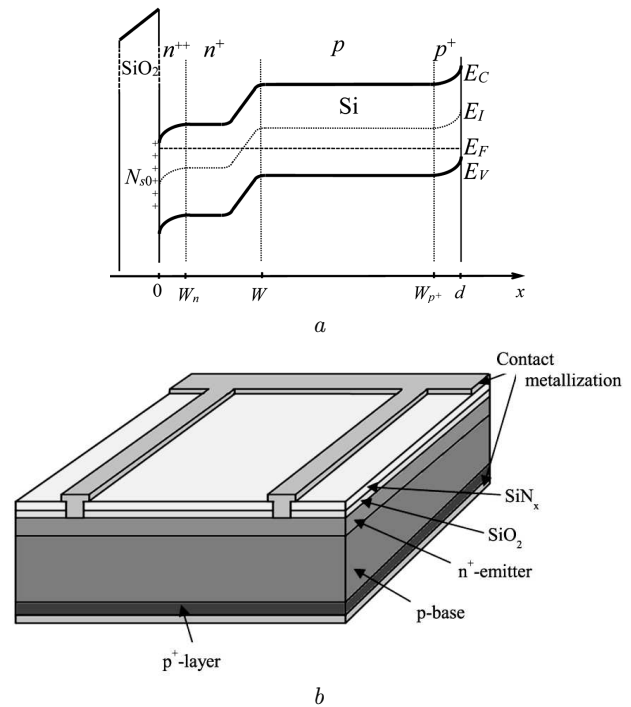 n++ n+ p p+
SiO2
EC
Si
EI
EF
Ns0
EV
0 Wn W Wp+ d x
a
Contact
metallization
SiNx
SiO2
n+-emitter
p-base
p+-layer
b